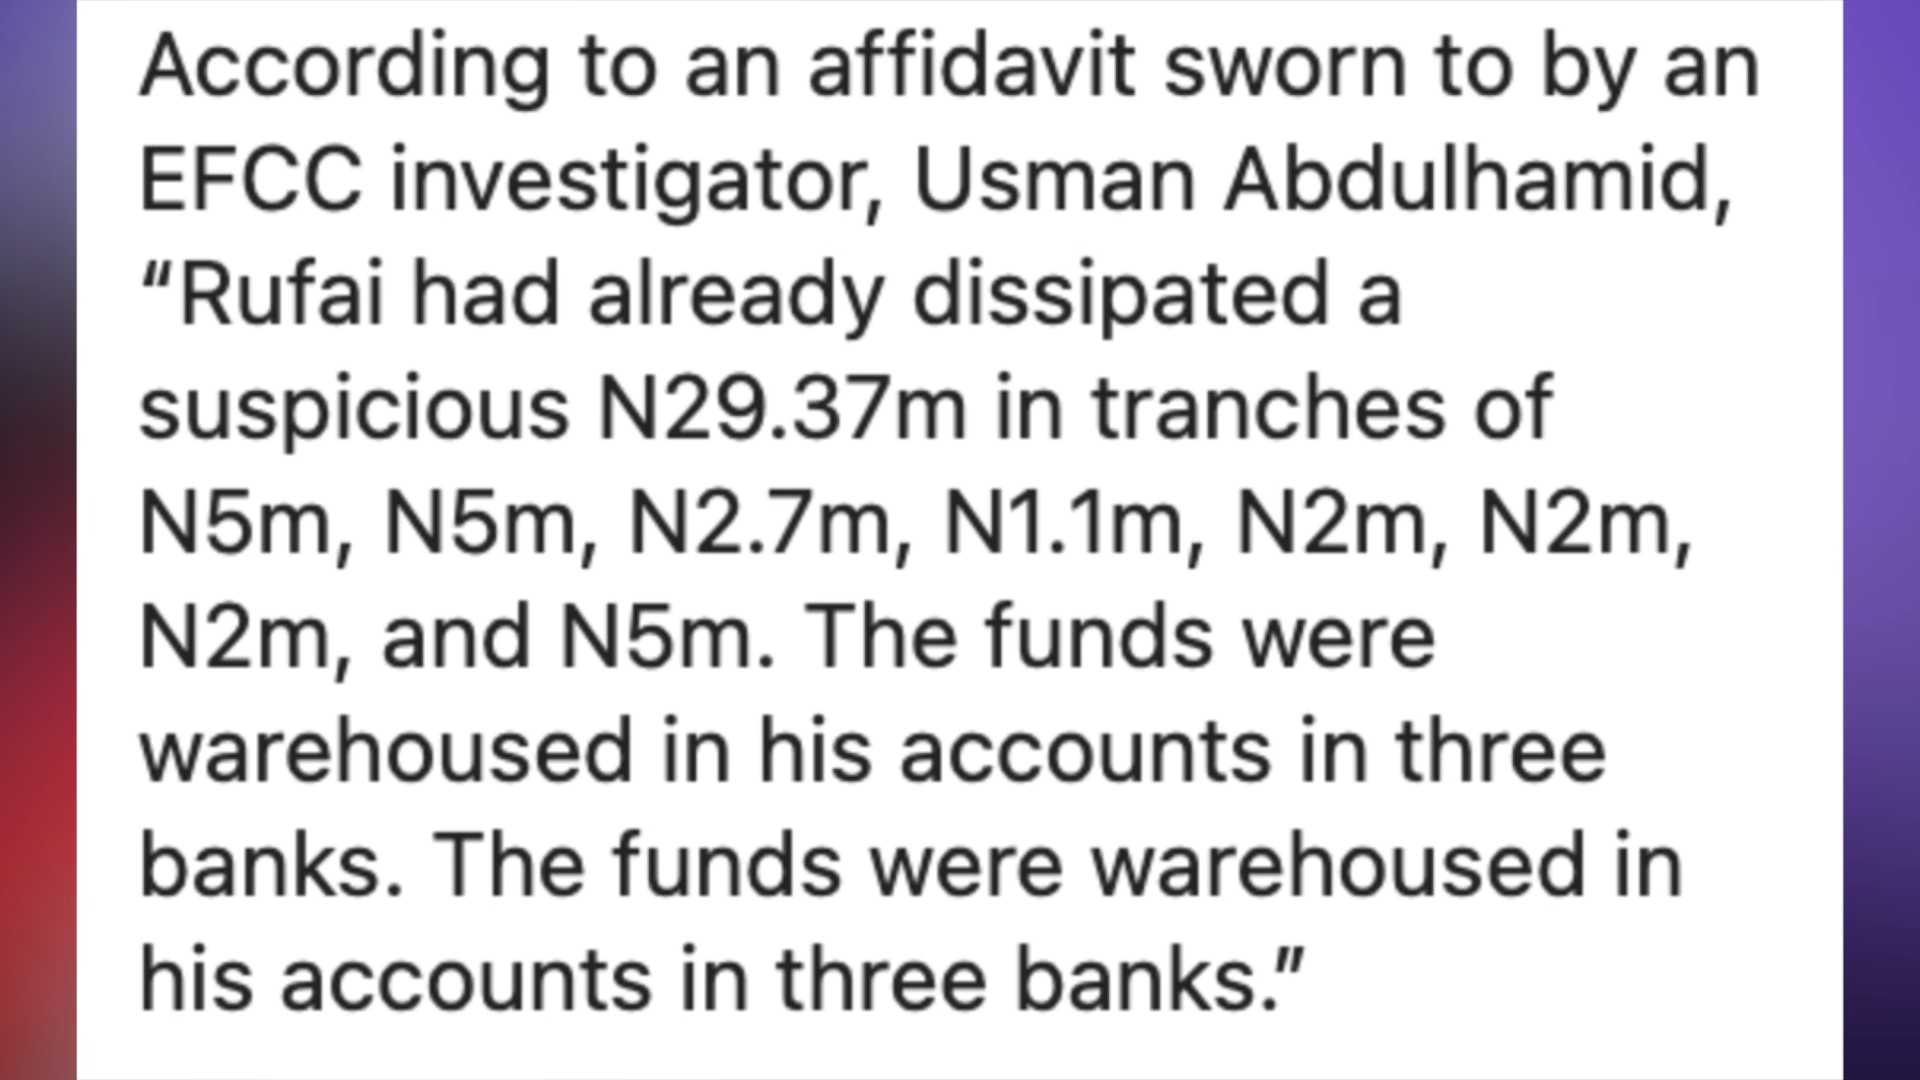 According to an affidavit sworn to by an
EFCC investigator, Usman Abdulhamid,
“Rufai had already dissipated a
suspicious N29.37m in tranches of
N5m, N5m, N2.7m, N1.1m, N2m, N2m,
N2m, and N5m. The funds were
warehoused in his accounts in three
banks. The funds were warehoused in
his accounts in three banks.”